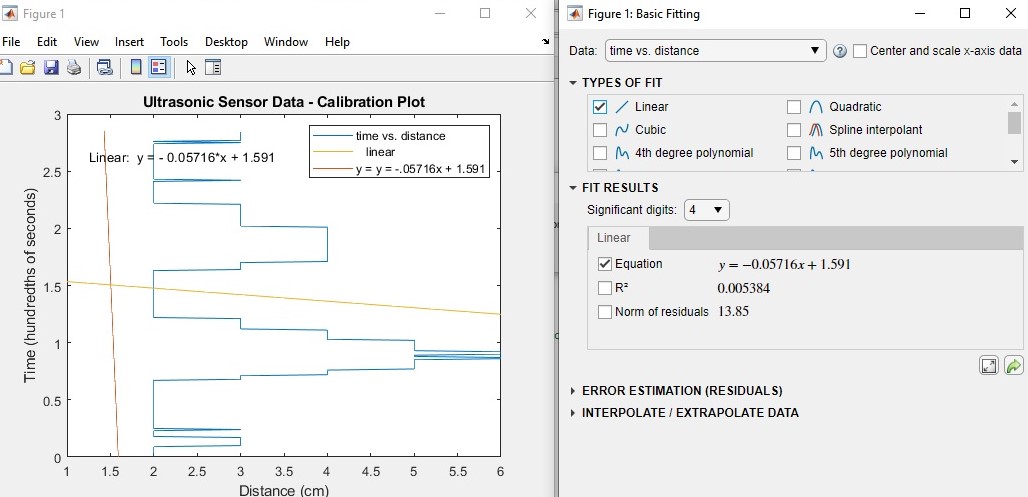 Figure 1
File Edit View Insert Tools Desktop Window Help
Ultrasonic Sensor Data - Calibration Plot
Time (hundredths of seconds)
3
2.5
2
1.5
1
0.5
0
Linear: y = - 0.05716*x + 1.591
time vs. distance
linear
y = y = -.05716x + 1.591
1 1.5 2 2.5 3 3.5 4 4.5 5 5.5 6
Distance (cm)
Figure 1: Basic Fitting
Data: time vs. distance ? Center and scale x-axis data
TYPES OF FIT
Linear Quadratic
Cubic Spline interpolant
4th degree polynomial 5th degree polynomial
FIT RESULTS
Significant digits: 4
Linear
Equation y = −0.05716x + 1.591
R² 0.005384
Norm of residuals 13.85
ERROR ESTIMATION (RESIDUALS)
INTERPOLATE / EXTRAPOLATE DATA